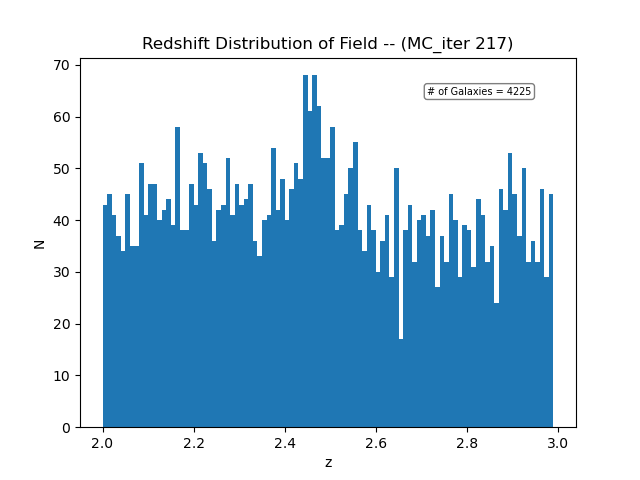 Redshift Distribution of Field -- (MC_iter 217)
# of Galaxies = 4225
70
60
50
40
30
20
10
0
N
2.0 2.2 2.4 2.6 2.8 3.0
z